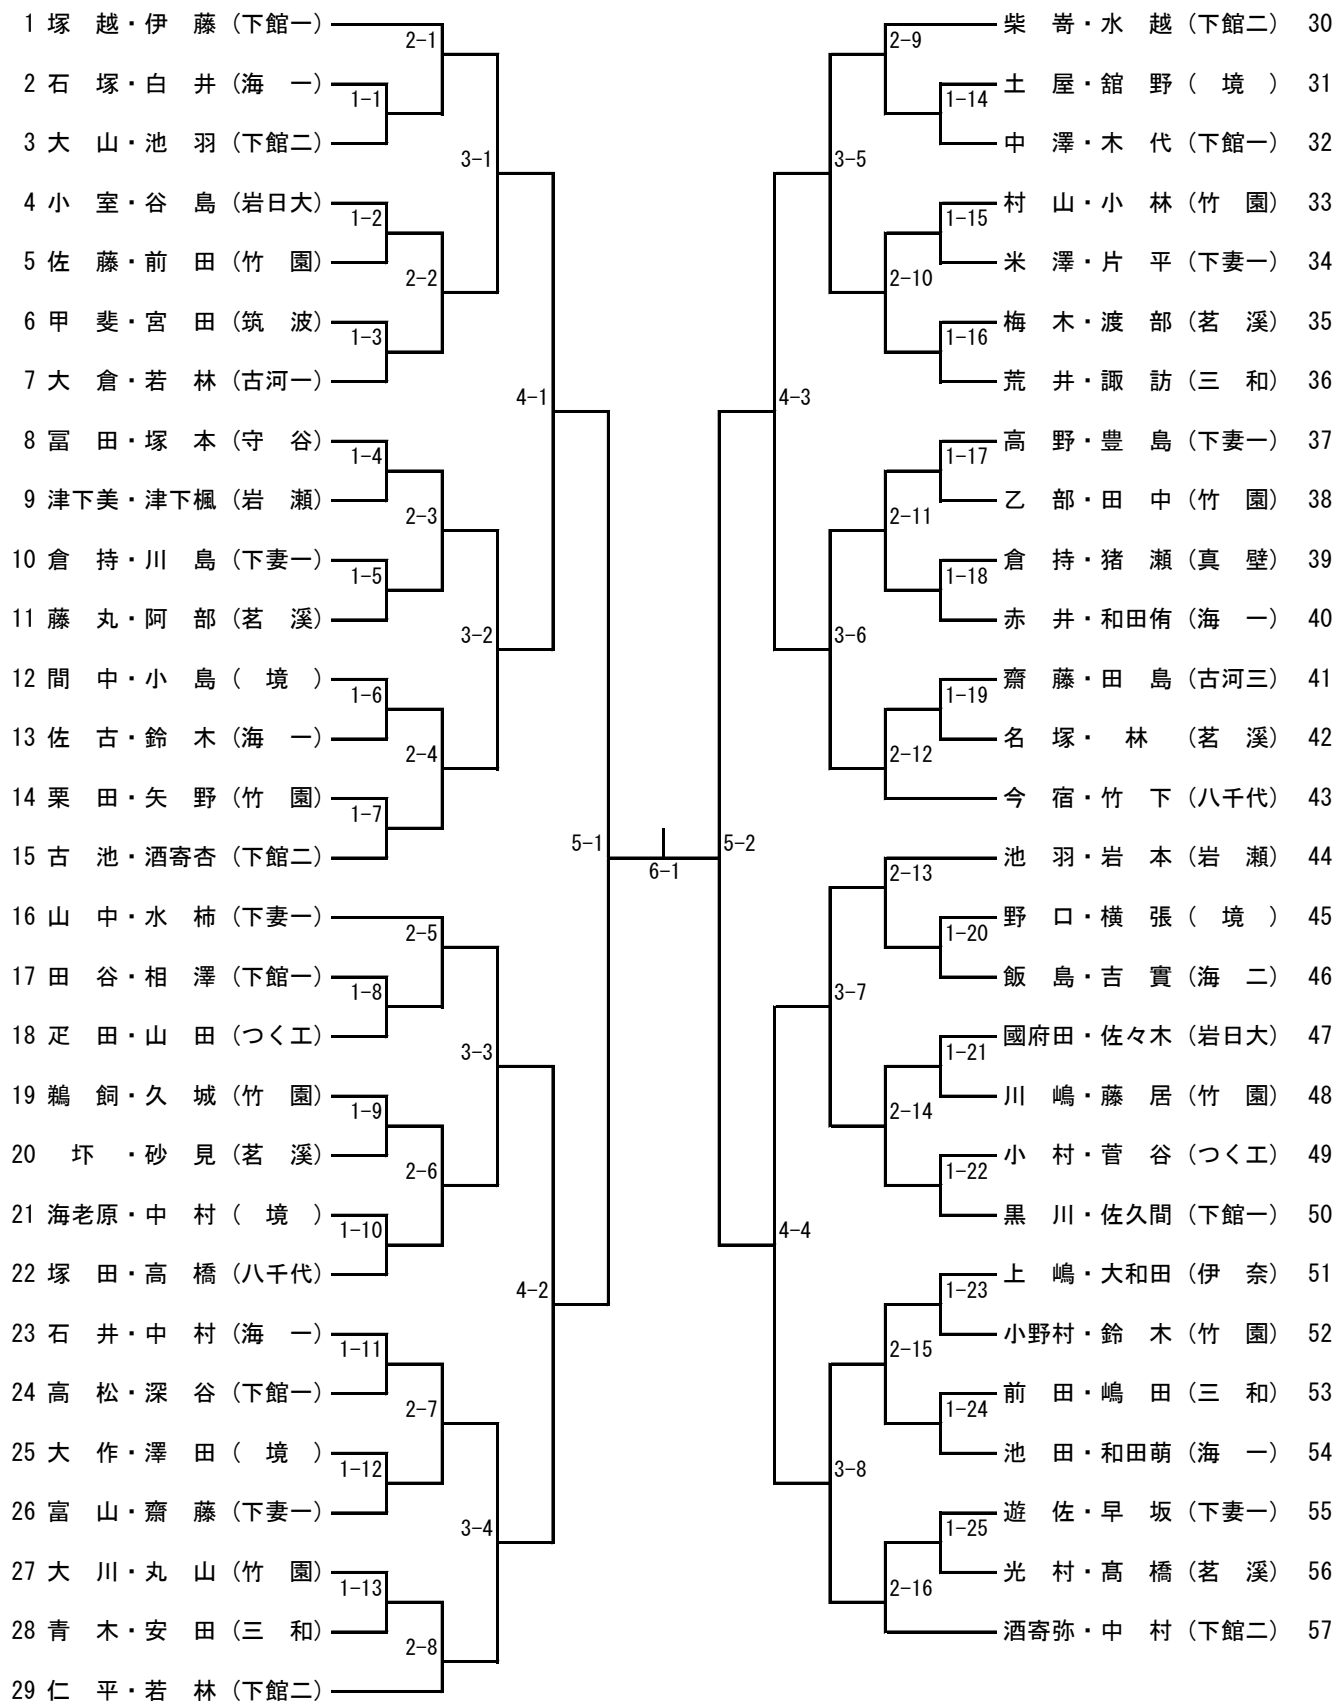 1 塚　越・伊　藤（下館一）
2 石　塚・白　井（海　一）
3 大　山・池　羽（下館二）
4 小　室・谷　島（岩日大）
5 佐　藤・前　田（竹　園）
6 甲　斐・宮　田（筑　波）
7 大　倉・若　林（古河一）
8 冨　田・塚　本（守　谷）
9 津下美・津下楓（岩　瀬）
10 倉　持・川　島（下妻一）
11 藤　丸・阿　部（茗　溪）
12 間　中・小　島（　境　）
13 佐　古・鈴　木（海　一）
14 栗　田・矢　野（竹　園）
15 古　池・酒寄杏（下館二）
16 山　中・水　柿（下妻一）
17 田　谷・相　澤（下館一）
18 疋　田・山　田（つく工）
19 鵜　飼・久　城（竹　園）
20 　坏　・砂　見（茗　溪）
21 海老原・中　村（　境　）
22 塚　田・高　橋（八千代）
23 石　井・中　村（海　一）
24 高　松・深　谷（下館一）
25 大　作・澤　田（　境　）
26 富　山・齋　藤（下妻一）
27 大　川・丸　山（竹　園）
28 青　木・安　田（三　和）
29 仁　平・若　林（下館二）
1-1
1-2
1-3
1-4
1-5
1-6
1-7
1-8
1-9
1-10
1-11
1-12
1-13
2-1
2-2
2-3
2-4
2-5
2-6
2-7
2-8
3-1
3-2
3-3
3-4
4-1
4-2
5-1
6-1
5-2
4-3
4-4
3-5
3-6
3-7
3-8
2-9
2-10
2-11
2-12
2-13
2-14
2-15
2-16
1-14
1-15
1-16
1-17
1-18
1-19
1-20
1-21
1-22
1-23
1-24
1-25
柴　嵜・水　越（下館二） 30
土　屋・舘　野（　境　） 31
中　澤・木　代（下館一） 32
村　山・小　林（竹　園） 33
米　澤・片　平（下妻一） 34
梅　木・渡　部（茗　溪） 35
荒　井・諏　訪（三　和） 36
高　野・豊　島（下妻一） 37
乙　部・田　中（竹　園） 38
倉　持・猪　瀬（真　壁） 39
赤　井・和田侑（海　一） 40
齋　藤・田　島（古河三） 41
名　塚・　林　（茗　溪） 42
今　宿・竹　下（八千代） 43
池　羽・岩　本（岩　瀬） 44
野　口・横　張（　境　） 45
飯　島・吉　實（海　二） 46
國府田・佐々木（岩日大） 47
川　嶋・藤　居（竹　園） 48
小　村・菅　谷（つく工） 49
黒　川・佐久間（下館一） 50
上　嶋・大和田（伊　奈） 51
小野村・鈴　木（竹　園） 52
前　田・嶋　田（三　和） 53
池　田・和田萌（海　一） 54
遊　佐・早　坂（下妻一） 55
光　村・髙　橋（茗　溪） 56
酒寄弥・中　村（下館二） 57